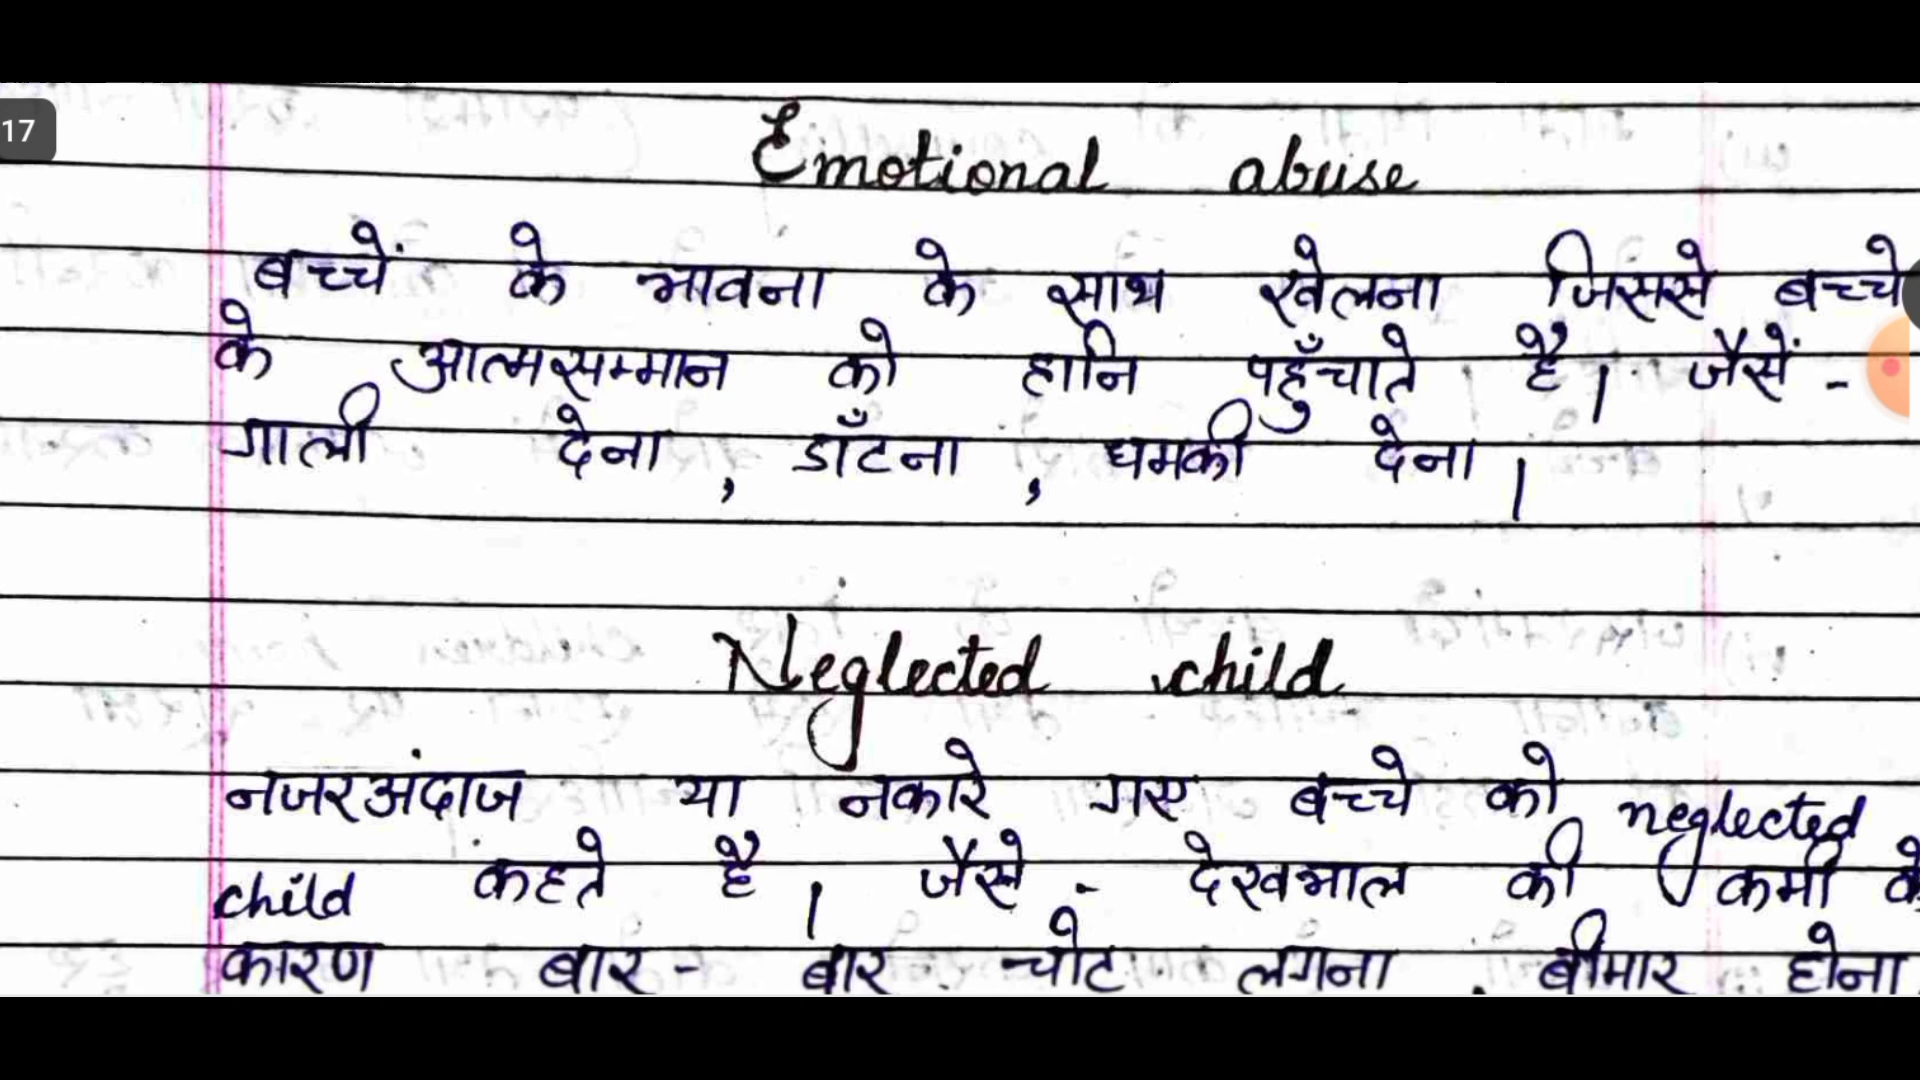 17
Emotional abuse
बच्चें के भावना के साथ खेलना जिससे बच्चे
के आत्मसम्मान को हानि पहुँचाते है। जैसें -
गाली देना, डाँटना, धमकी देना।
Neglected child
नजरअंदाज या नकारे गए बच्चे को neglected
child कहते है। जैसे - देखभाल की कमी के
कारण बार - बार चोट लगना, बीमार होना